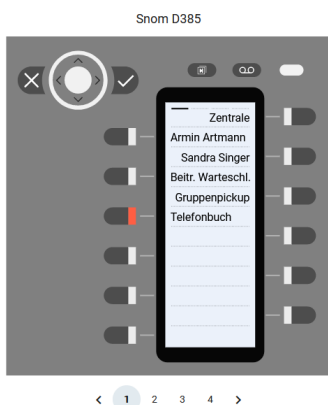 Snom D385
Zentrale
Armin Artmann
Sandra Singer
Beitr. Warteschl.
Gruppenpickup
Telefonbuch
1 2 3 4